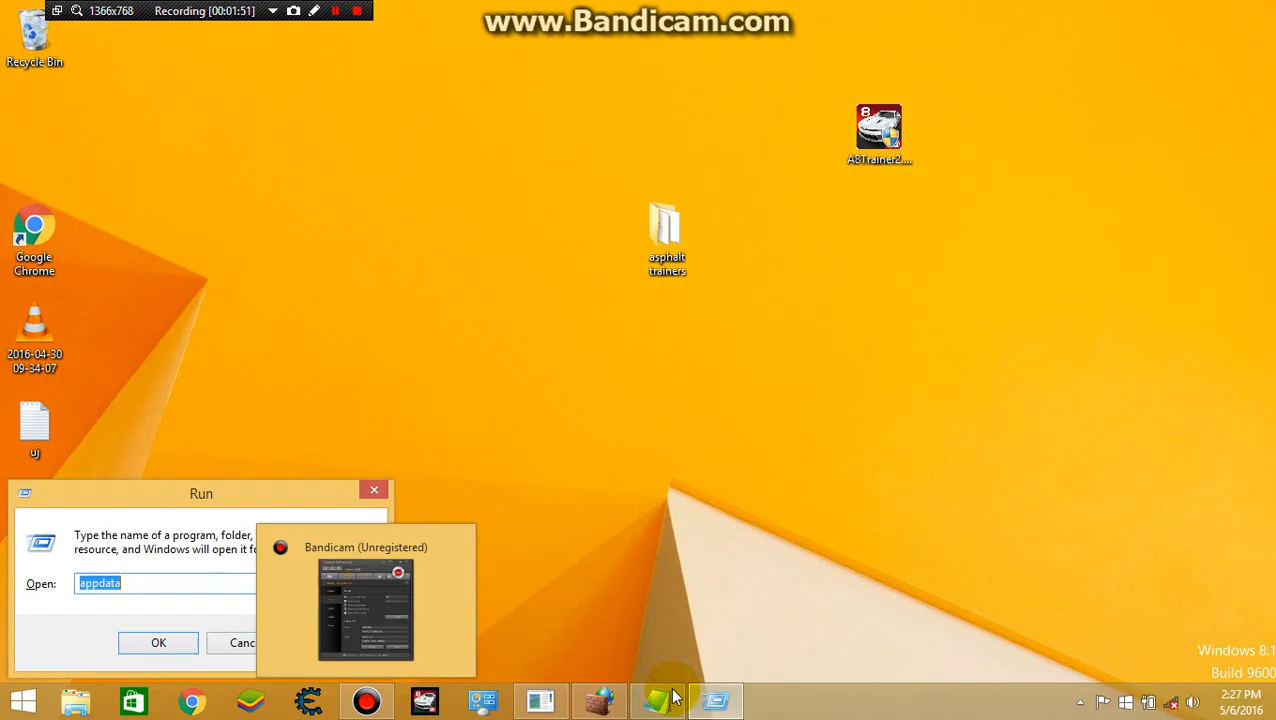 1366x768 Recording [00:01:51]
www.Bandicam.com
Recycle Bin
8
A8Trainer2....
asphalt
trainers
Google
Chrome
2016-04-30
09-34-07
uj
Run
Type the name of a program, folder,
resource, and Windows will open it fo
Open: appdata
OK Canc
Bandicam (Unregistered)
Windows 8.1
Build 9600
2:27 PM
5/6/2016